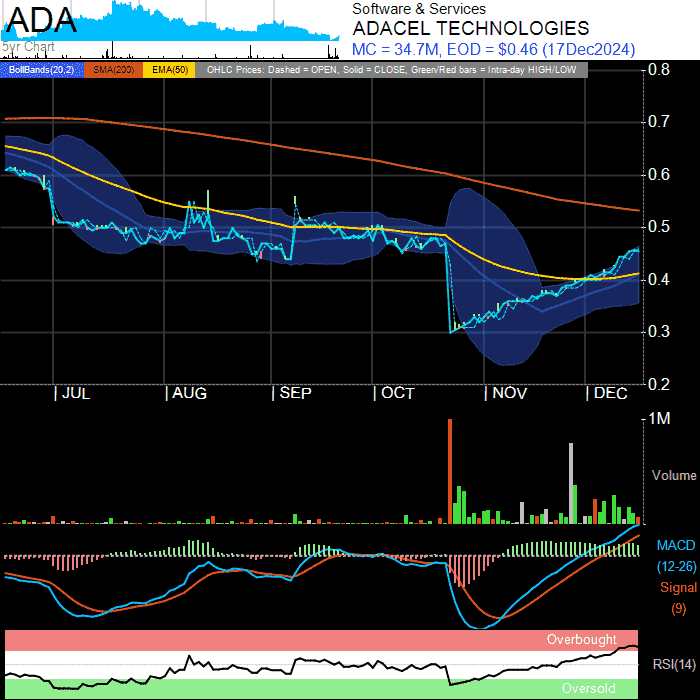 ADA
5yr Chart
Software & Services
ADACEL TECHNOLOGIES
MC = 34.7M, EOD = $0.46 (17Dec2024)
BollBands(20,2) SMA(200) EMA(50) OHLC Prices: Dashed = OPEN, Solid = CLOSE, Green/Red bars = Intra-day HIGH/LOW
0.8
0.7
0.6
0.5
0.4
0.3
0.2
JUL AUG SEP OCT NOV DEC
1M
Volume
MACD
(12-26)
Signal
(9)
Overbought
RSI(14)
Oversold